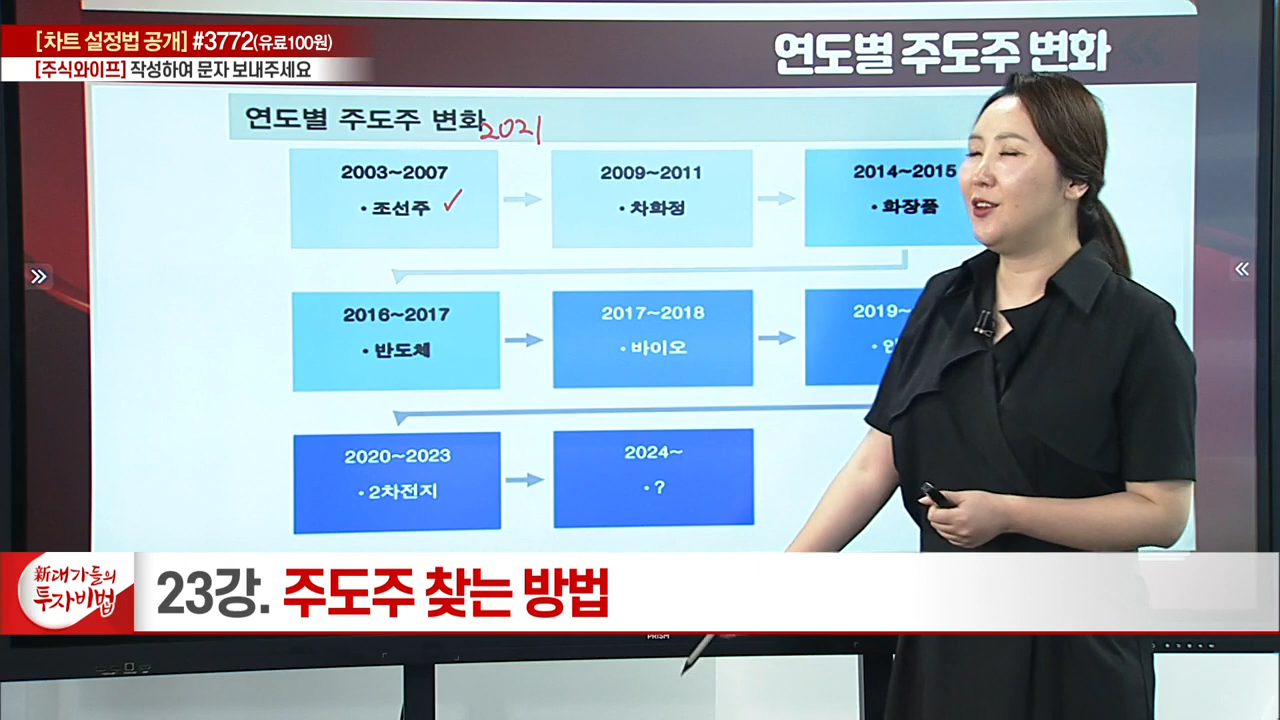 [차트 설정법 공개] #3772(유료100원)
[주식와이프] 작성하여 문자 보내주세요
연도별 주도주 변화
연도별 주도주 변화
2021
2003~2007
• 조선주 ✓
2009~2011
• 차화정
2014~2015
• 화장품
2016~2017
• 반도체
2017~2018
• 바이오
2019~
2020~2023
• 2차전지
2024~
• ?
新대가들의
투자비법
23강. 주도주 찾는 방법
PRISM